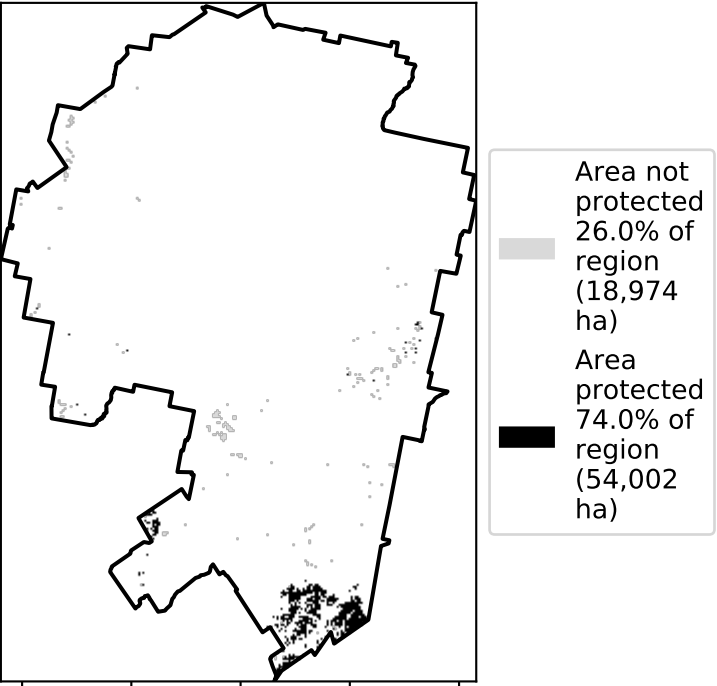 Area not
protected
26.0% of
region
(18,974
ha)
Area
protected
74.0% of
region
(54,002
ha)